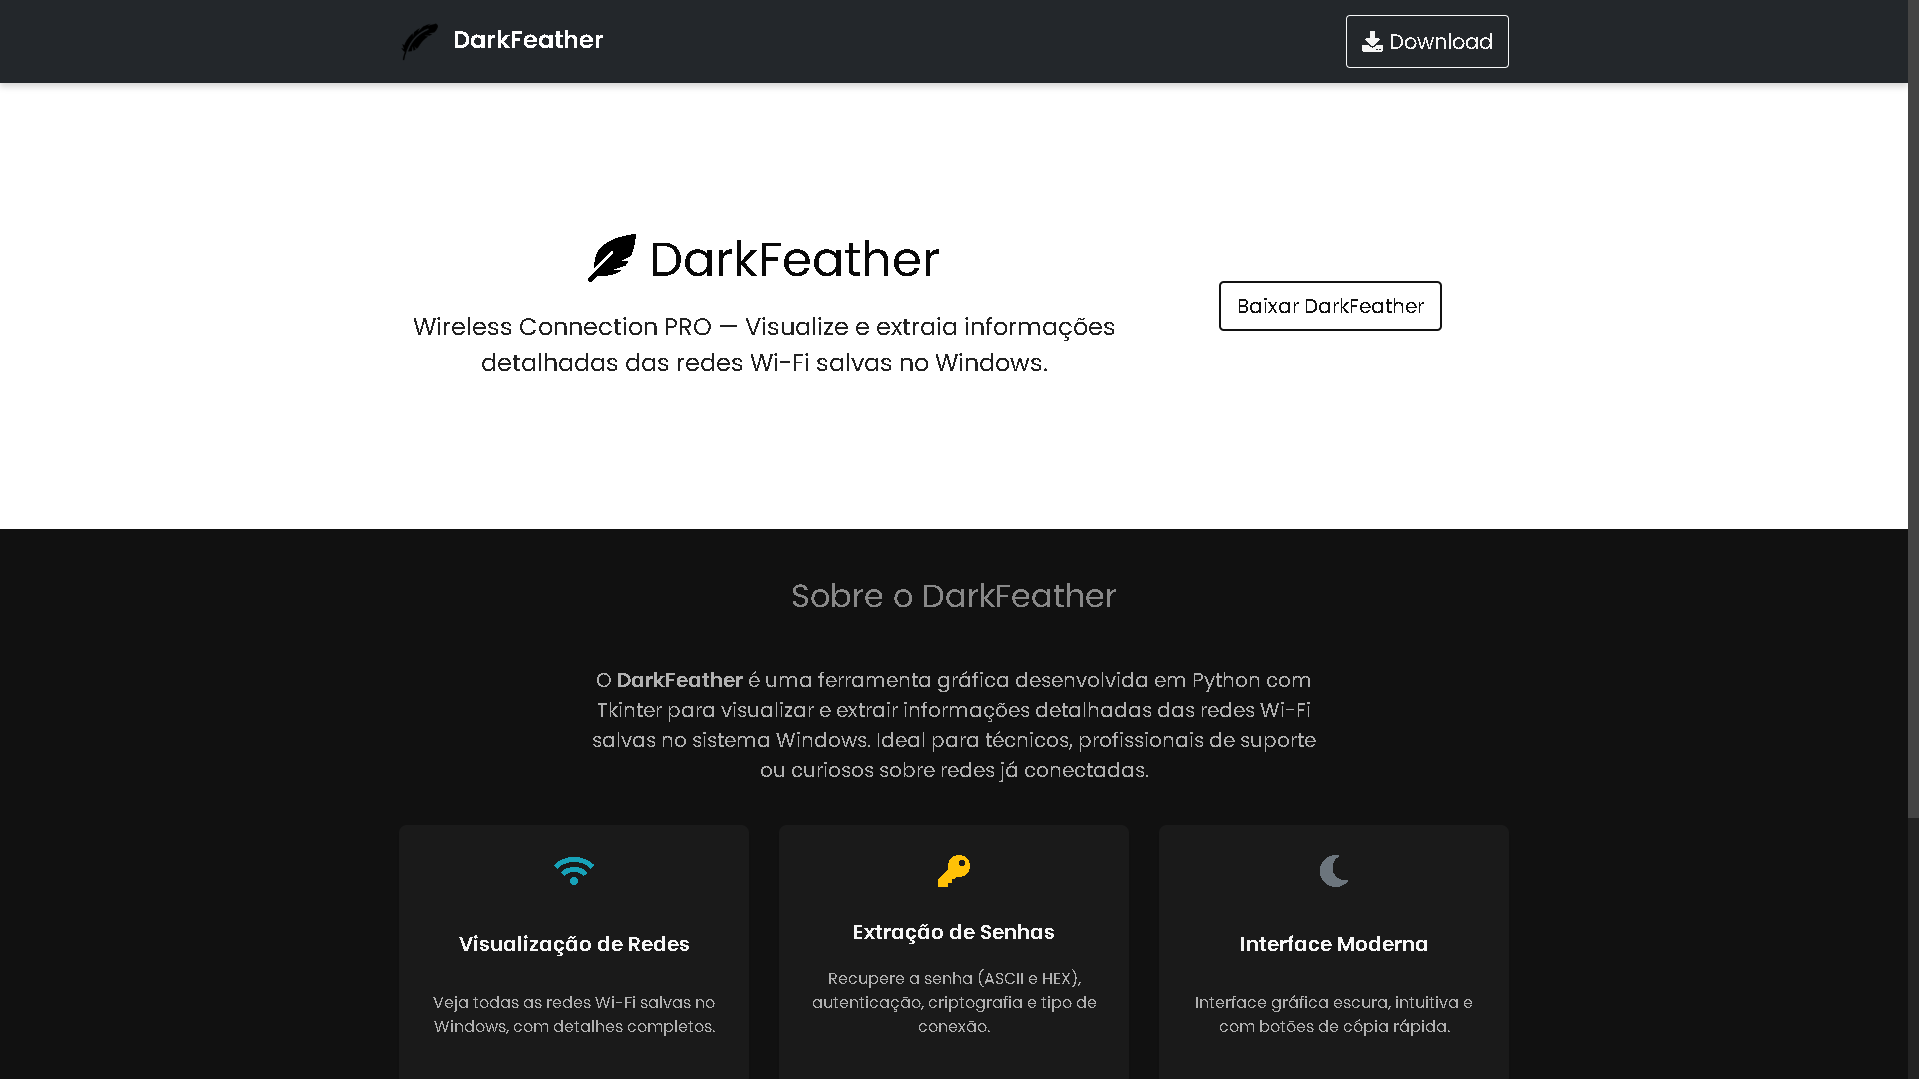 DarkFeather
Download
DarkFeather
Wireless Connection PRO — Visualize e extraia informações
detalhadas das redes Wi-Fi salvas no Windows.
Baixar DarkFeather
Sobre o DarkFeather
O DarkFeather é uma ferramenta gráfica desenvolvida em Python com
Tkinter para visualizar e extrair informações detalhadas das redes Wi-Fi
salvas no sistema Windows. Ideal para técnicos, profissionais de suporte
ou curiosos sobre redes já conectadas.
Visualização de Redes
Veja todas as redes Wi-Fi salvas no
Windows, com detalhes completos.
Extração de Senhas
Recupere a senha (ASCII e HEX),
autenticação, criptografia e tipo de
conexão.
Interface Moderna
Interface gráfica escura, intuitiva e
com botões de cópia rápida.